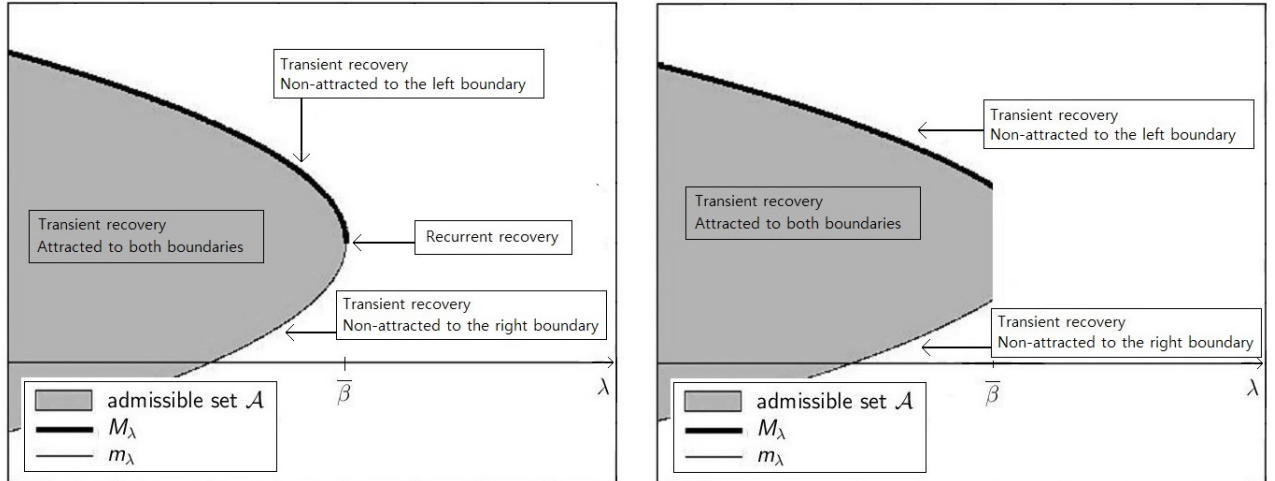 Transient recovery
Non-attracted to the left boundary
Transient recovery
Attracted to both boundaries
Recurrent recovery
Transient recovery
Non-attracted to the right boundary
β̅
λ
admissible set 𝒜
M_λ
m_λ
Transient recovery
Non-attracted to the left boundary
Transient recovery
Attracted to both boundaries
Transient recovery
Non-attracted to the right boundary
β̅
λ
admissible set 𝒜
M_λ
m_λ